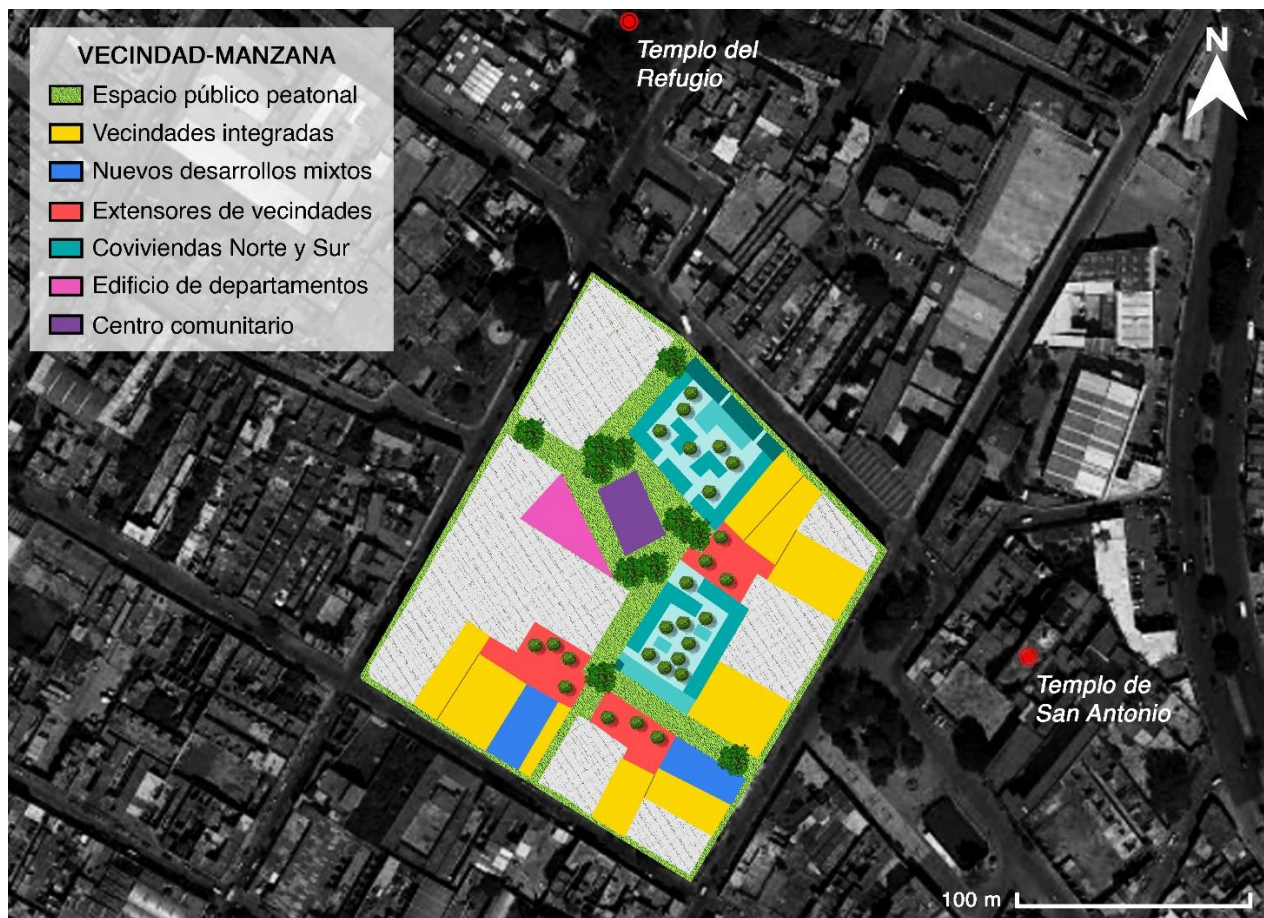 VECINDAD-MANZANA
Espacio público peatonal
Vecindades integradas
Nuevos desarrollos mixtos
Extensores de vecindades
Coviviendas Norte y Sur
Edificio de departamentos
Centro comunitario
Templo del
Refugio
N
Templo de
San Antonio
100 m